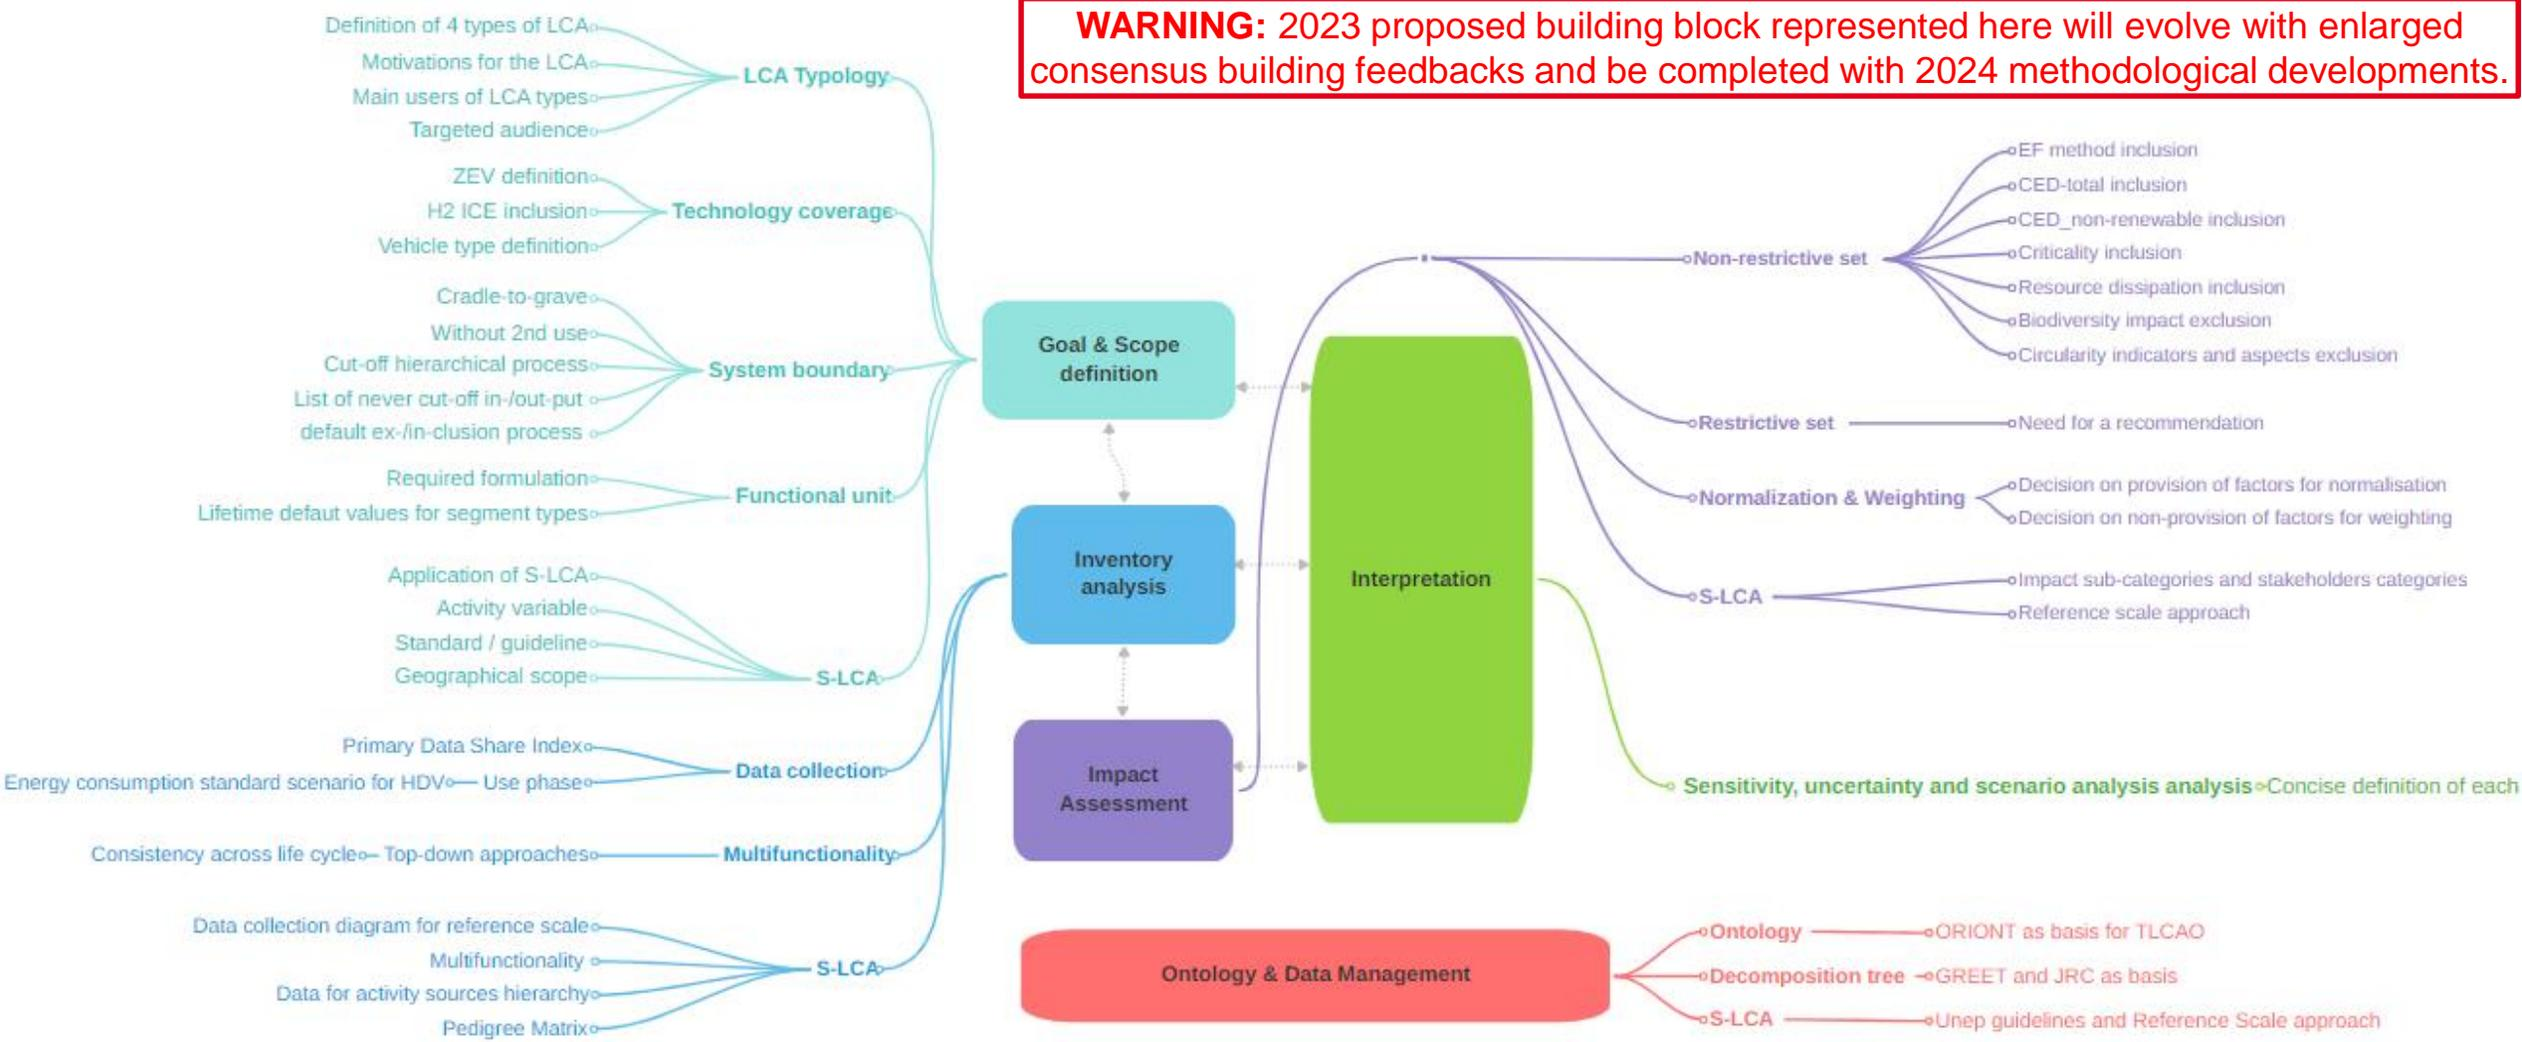 WARNING: 2023 proposed building block represented here will evolve with enlarged
consensus building feedbacks and be completed with 2024 methodological developments.
Definition of 4 types of LCA
Motivations for the LCA
Main users of LCA types
Targeted audience
LCA Typology
ZEV definition
H2 ICE inclusion
Vehicle type definition
Technology coverage
Cradle-to-grave
Without 2nd use
Cut-off hierarchical process
List of never cut-off in-/out-put
default ex-/in-clusion process
System boundary
Required formulation
Lifetime defaut values for segment types
Functional unit
Application of S-LCA
Activity variable
Standard / guideline
Geographical scope
S-LCA
Primary Data Share Index
Energy consumption standard scenario for HDV
Use phase
Data collection
Consistency across life cycle
Top-down approaches
Multifunctionality
Data collection diagram for reference scale
Multifunctionality
Data for activity sources hierarchy
Pedigree Matrix
S-LCA
Goal & Scope
definition
Inventory
analysis
Impact
Assessment
Interpretation
Non-restrictive set
EF method inclusion
CED-total inclusion
CED_non-renewable inclusion
Criticality inclusion
Resource dissipation inclusion
Biodiversity impact exclusion
Circularity indicators and aspects exclusion
Restrictive set
Need for a recommendation
Normalization & Weighting
Decision on provision of factors for normalisation
Decision on non-provision of factors for weighting
S-LCA
Impact sub-categories and stakeholders categories
Reference scale approach
Sensitivity, uncertainty and scenario analysis analysis
Concise definition of each
Ontology & Data Management
Ontology
ORIONT as basis for TLCAO
Decomposition tree
GREET and JRC as basis
S-LCA
Unep guidelines and Reference Scale approach